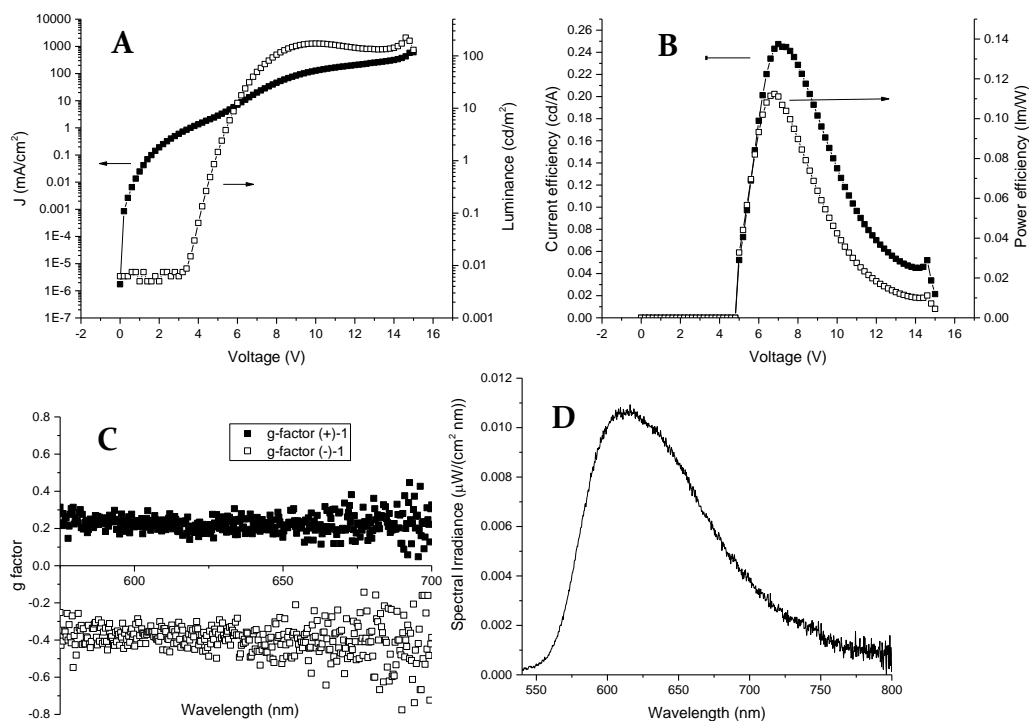 A
10000
1000
100
10
1
0.1
0.01
0.001
1E-4
1E-5
1E-6
1E-7
J (mA/cm²)
-2 0 2 4 6 8 10 12 14 16
Voltage (V)
100
10
1
0.1
0.01
0.001
Luminance (cd/m²)
B
0.26
0.24
0.22
0.20
0.18
0.16
0.14
0.12
0.10
0.08
0.06
0.04
0.02
0.00
Current efficiency (cd/A)
-2 0 2 4 6 8 10 12 14 16
Voltage (V)
0.14
0.12
0.10
0.08
0.06
0.04
0.02
0.00
Power efficiency (lm/W)
C
g-factor (+)-1
g-factor (-)-1
0.8
0.6
0.4
0.2
0.0
-0.2
-0.4
-0.6
-0.8
g factor
600 650 700
Wavelength (nm)
D
0.012
0.010
0.008
0.006
0.004
0.002
0.000
Spectral Irradiance (μW/(cm² nm))
550 600 650 700 750 800
Wavelength (nm)